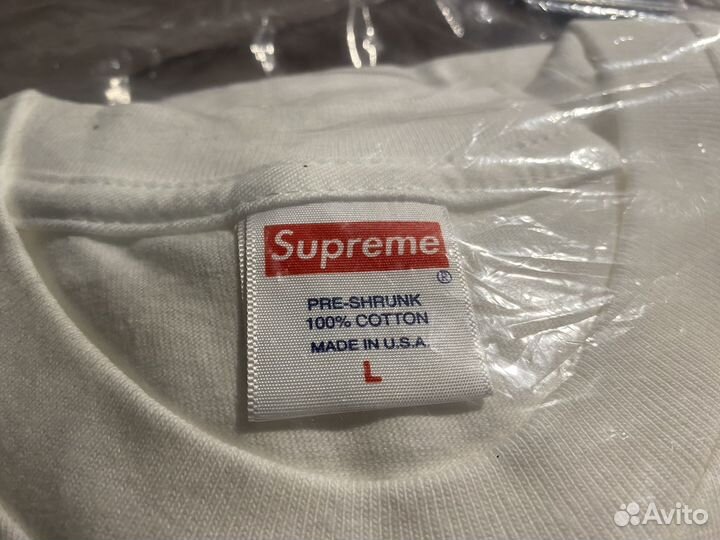 Supreme
®
PRE-SHRUNK
100% COTTON
MADE IN U.S.A.
L
Avito